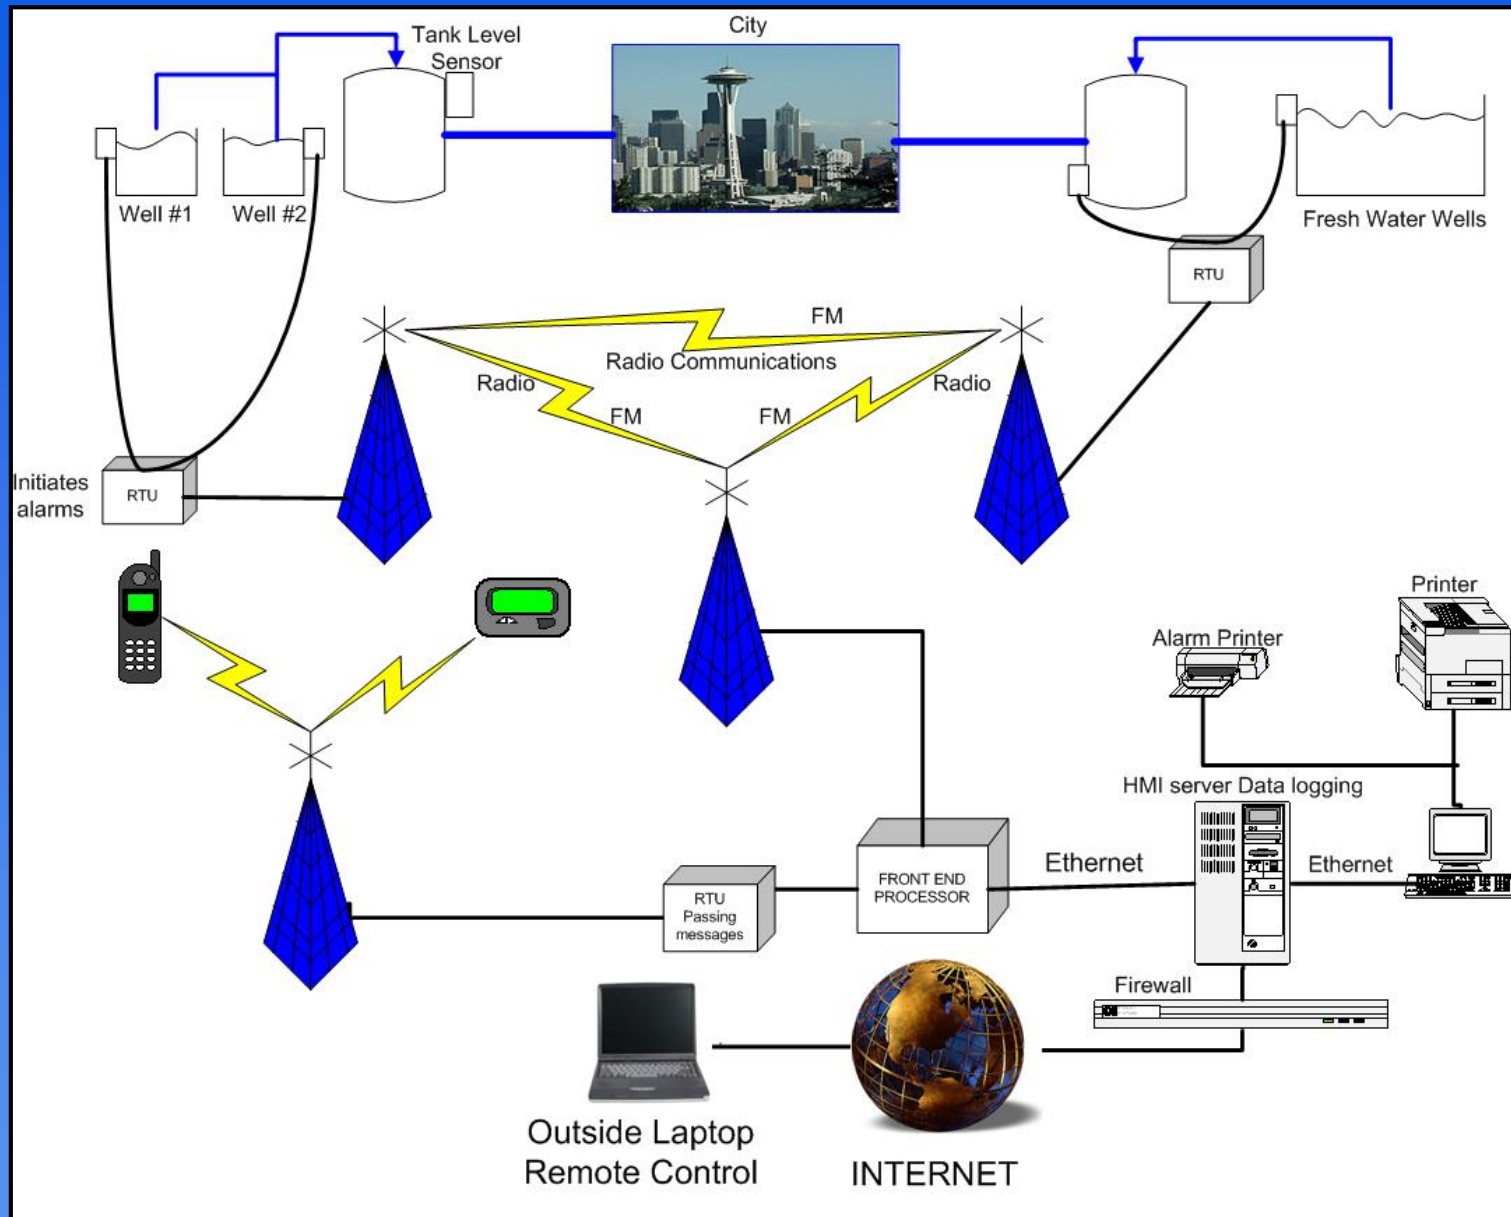 City
Tank Level
Sensor
Well #1
Well #2
Fresh Water Wells
RTU
FM
Radio Communications
Radio
Radio
FM
FM
Initiates
alarms
RTU
Printer
Alarm Printer
HMI server Data logging
Ethernet
Ethernet
FRONT END
PROCESSOR
RTU
Passing
messages
Firewall
Outside Laptop
Remote Control
INTERNET